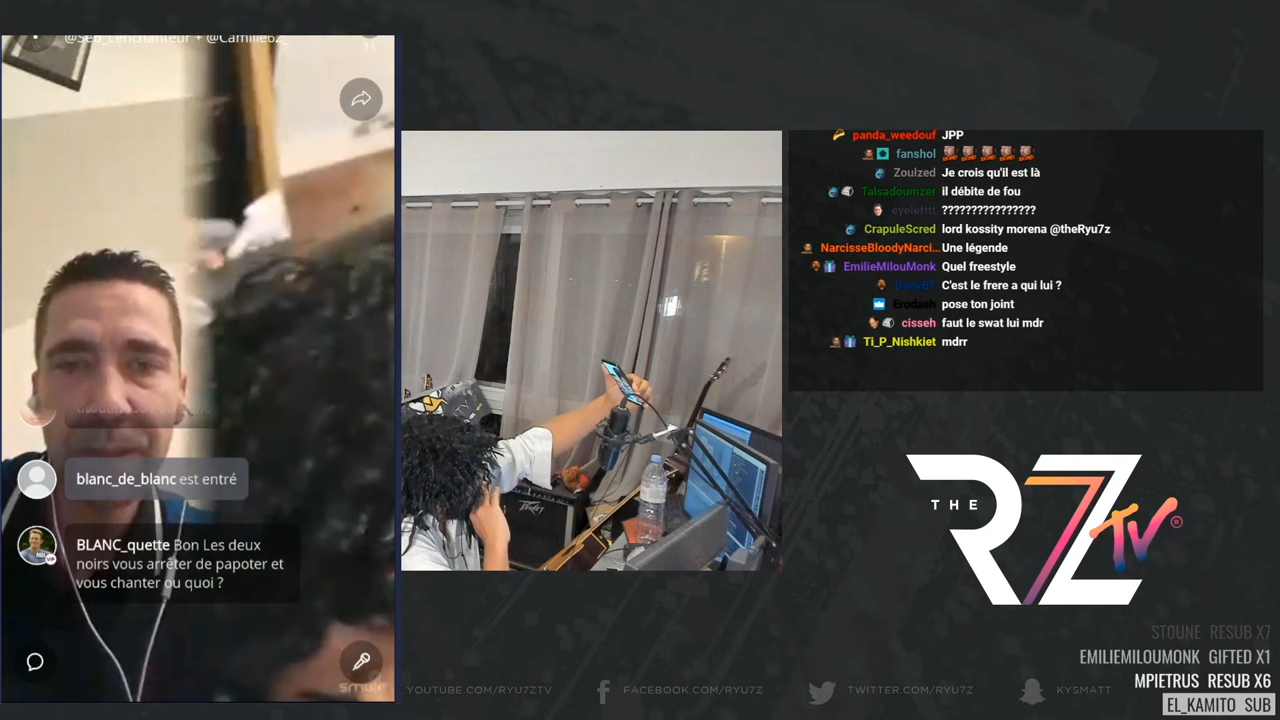 @Seb_Lenchanteur + @Camille62_
blanc_de_blanc est entré
BLANC_quette Bon Les deux
noirs vous arrêter de papoter et
vous chanter ou quoi ?
smule
PEAVEY
panda_weedouf JPP
fanshol
Zoulzed Je crois qu'il est là
Talsadoumzer il débite de fou
eyelefttt ????????????????
CrapuleScred lord kossity morena @theRyu7z
NarcisseBloodyNarci... Une légende
EmilieMilouMonk Quel freestyle
DanyBT C'est le frere a qui lui ?
Erodash pose ton joint
cisseh faut le swat lui mdr
Ti_P_Nishkiet mdrr
THE RZ TV ®
STOUNE RESUB X7
EMILIEMILOUMONK GIFTED X1
MPIETRUS RESUB X6
EL_KAMITO SUB
YOUTUBE.COM/RYU7ZTV FACEBOOK.COM/RYU7Z TWITTER.COM/RYU7Z KYSMATT